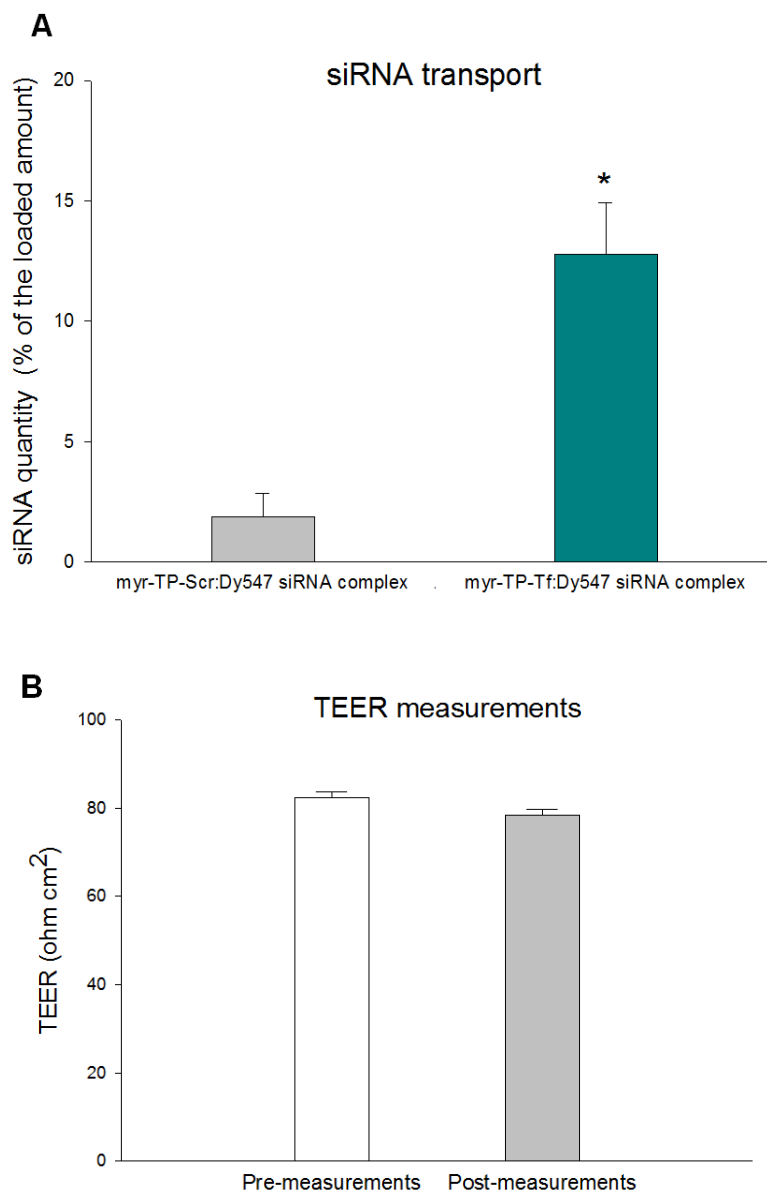 A
siRNA transport
siRNA quantity (% of the loaded amount)
20
15
10
5
0
*
myr-TP-Scr:Dy547 siRNA complex . myr-TP-Tf:Dy547 siRNA complex
B
TEER measurements
TEER (ohm cm²)
100
80
60
40
20
0
Pre-measurements Post-measurements